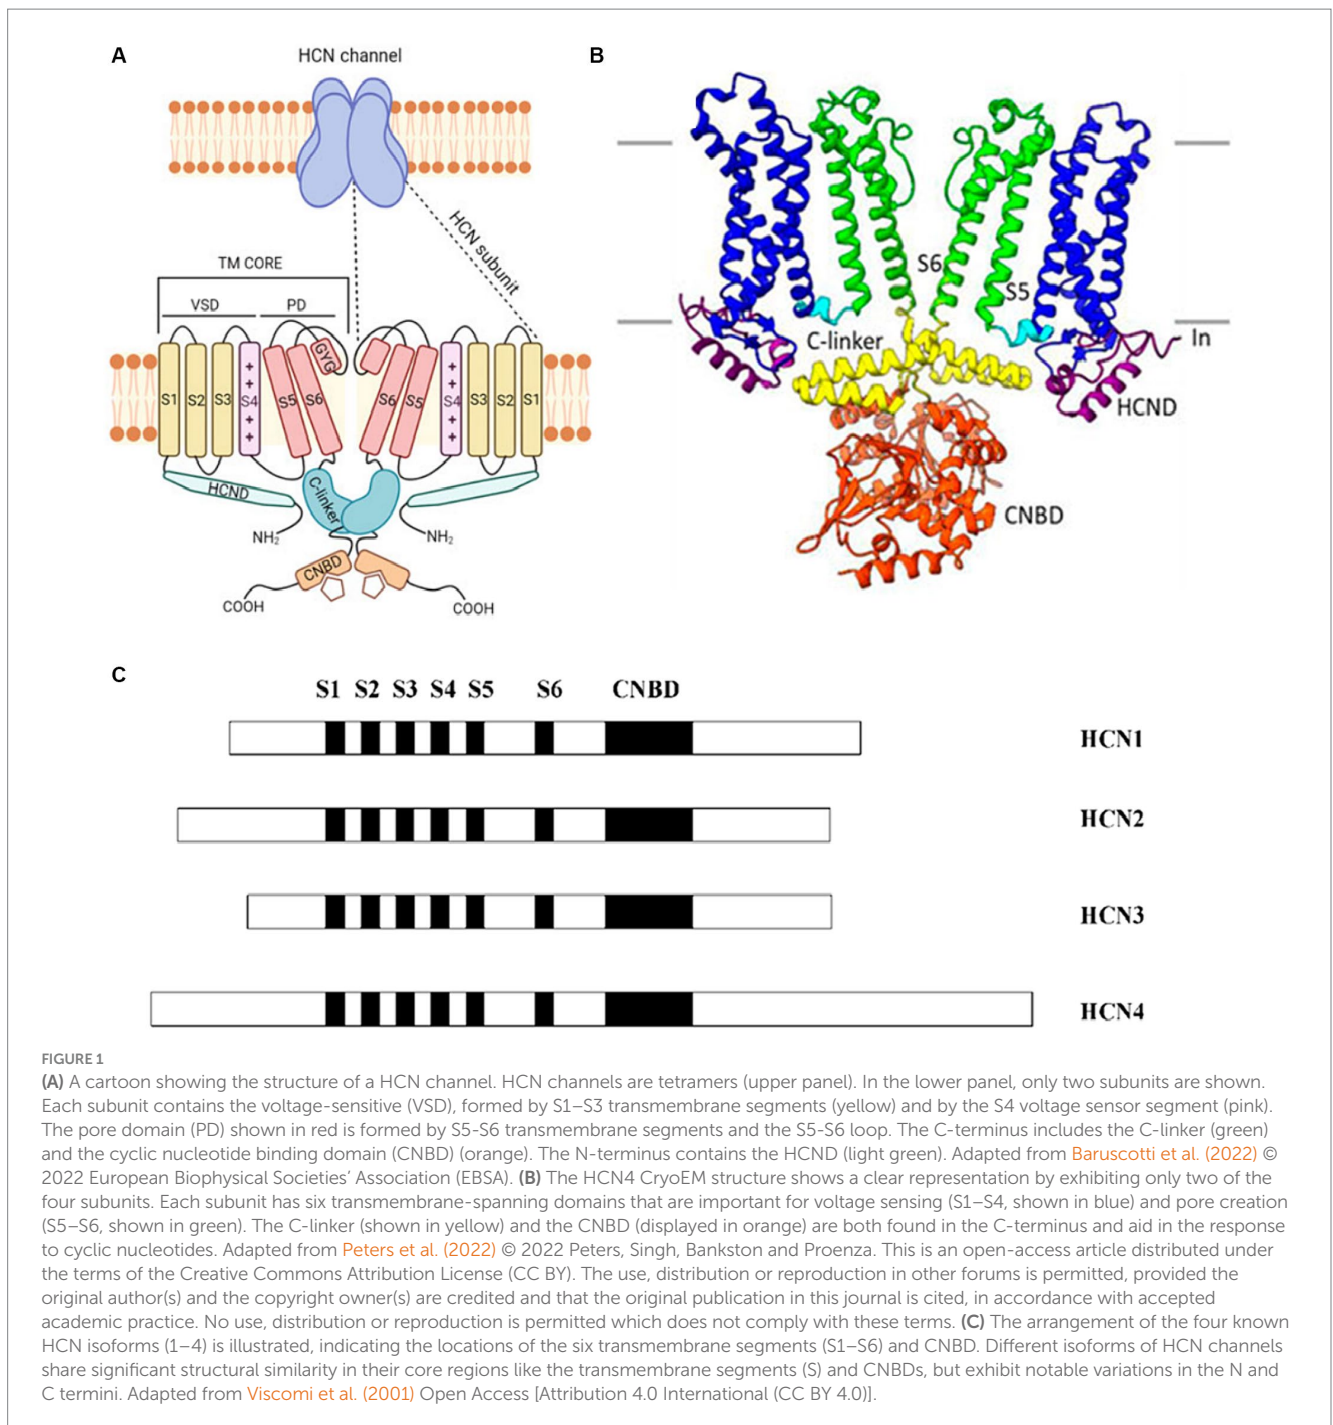 A
HCN channel
HCN subunit
TM CORE
VSD
PD
GYG
S1
S2
S3
+
+
S4
+
+
S5
S6
S6
S5
+
+
S4
+
+
S3
S2
S1
HCND
C-linker
NH2
NH2
CNBD
COOH
COOH
B
S6
S5
C-linker
In
HCND
CNBD
C
S1 S2 S3 S4 S5 S6 CNBD
HCN1
HCN2
HCN3
HCN4
FIGURE 1
(A) A cartoon showing the structure of a HCN channel. HCN channels are tetramers (upper panel). In the lower panel, only two subunits are shown.
Each subunit contains the voltage-sensitive (VSD), formed by S1–S3 transmembrane segments (yellow) and by the S4 voltage sensor segment (pink).
The pore domain (PD) shown in red is formed by S5-S6 transmembrane segments and the S5-S6 loop. The C-terminus includes the C-linker (green)
and the cyclic nucleotide binding domain (CNBD) (orange). The N-terminus contains the HCND (light green). Adapted from Baruscotti et al. (2022) ©
2022 European Biophysical Societies’ Association (EBSA). (B) The HCN4 CryoEM structure shows a clear representation by exhibiting only two of the
four subunits. Each subunit has six transmembrane-spanning domains that are important for voltage sensing (S1–S4, shown in blue) and pore creation
(S5–S6, shown in green). The C-linker (shown in yellow) and the CNBD (displayed in orange) are both found in the C-terminus and aid in the response
to cyclic nucleotides. Adapted from Peters et al. (2022) © 2022 Peters, Singh, Bankston and Proenza. This is an open-access article distributed under
the terms of the Creative Commons Attribution License (CC BY). The use, distribution or reproduction in other forums is permitted, provided the
original author(s) and the copyright owner(s) are credited and that the original publication in this journal is cited, in accordance with accepted
academic practice. No use, distribution or reproduction is permitted which does not comply with these terms. (C) The arrangement of the four known
HCN isoforms (1–4) is illustrated, indicating the locations of the six transmembrane segments (S1–S6) and CNBD. Different isoforms of HCN channels
share significant structural similarity in their core regions like the transmembrane segments (S) and CNBDs, but exhibit notable variations in the N and
C termini. Adapted from Viscomi et al. (2001) Open Access [Attribution 4.0 International (CC BY 4.0)].